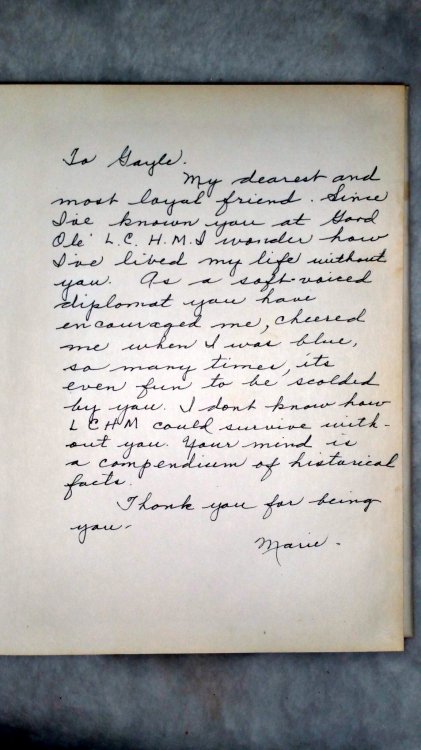 To Gayle.
My dearest and
most loyal friend. Since
I've known you at Good
Ole' L.C. H.M. I wonder how
I've lived my life without
you. As a soft-voiced
diplomat you have
encouraged me, cheered
me when I was blue,
so many times, its
even fun to be scolded
by you. I dont know how
LCHM could survive with-
out you. Your mind is
a compendium of historical
facts.
Thank you for being
you-
Marie.